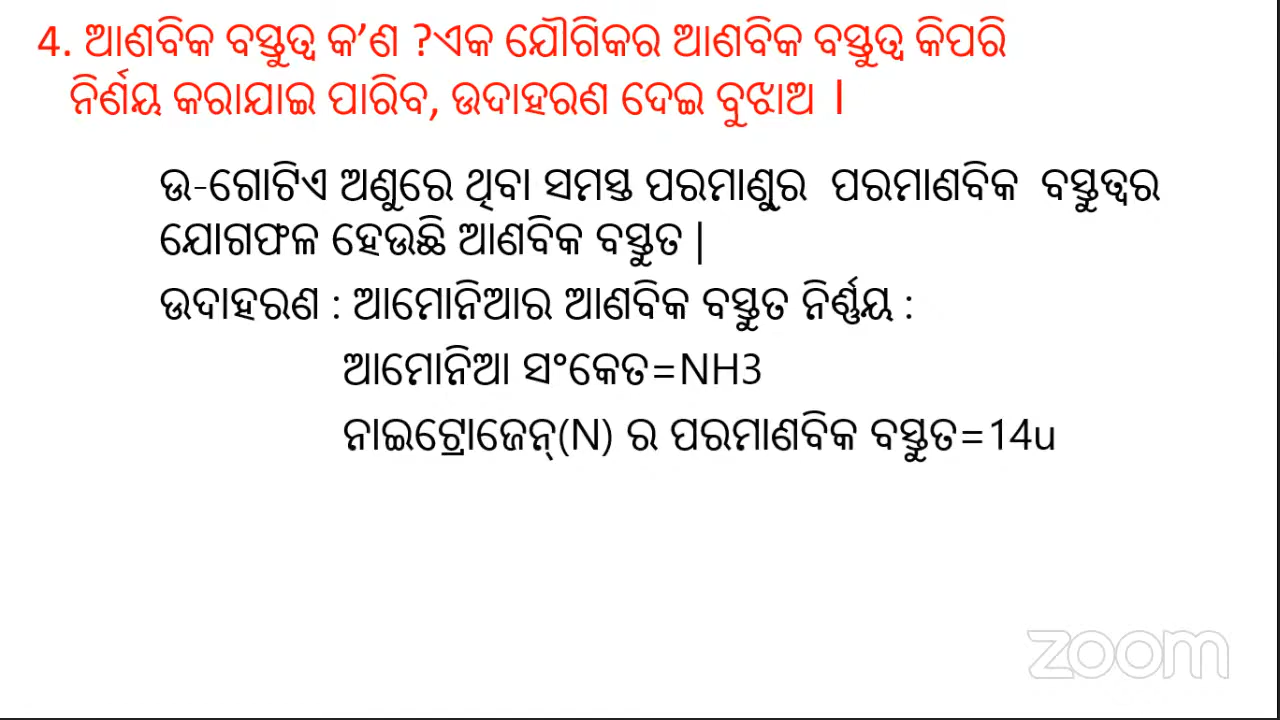 4. ଆଣବିକ ବସ୍ତୁତ୍ୱ କ’ଣ ?ଏକ ଯୌଗିକର ଆଣବିକ ବସ୍ତୁତ୍ୱ କିପରି
ନିର୍ଣୟ କରାଯାଇ ପାରିବ, ଉଦାହରଣ ଦେଇ ବୁଝାଅ ।
ଉ-ଗୋଟିଏ ଅଣୁରେ ଥିବା ସମସ୍ତ ପରମାଣୁର ପରମାଣବିକ ବସ୍ତୁତ୍ୱର
ଯୋଗଫଳ ହେଉଛି ଆଣବିକ ବସ୍ତୁତ |
ଉଦାହରଣ : ଆମୋନିଆର ଆଣବିକ ବସ୍ତୁତ ନିର୍ଣ୍ଣୟ :
ଆମୋନିଆ ସଂକେତ=NH3
ନାଇଟ୍ରୋଜେନ୍(N) ର ପରମାଣବିକ ବସ୍ତୁତ=14u
zoom